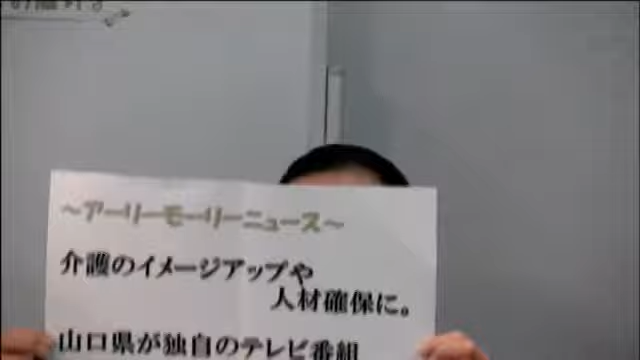 ~アーリーモーリーニュース~
介護のイメージアップや
人材確保に。
山口県が独自のテレビ番組